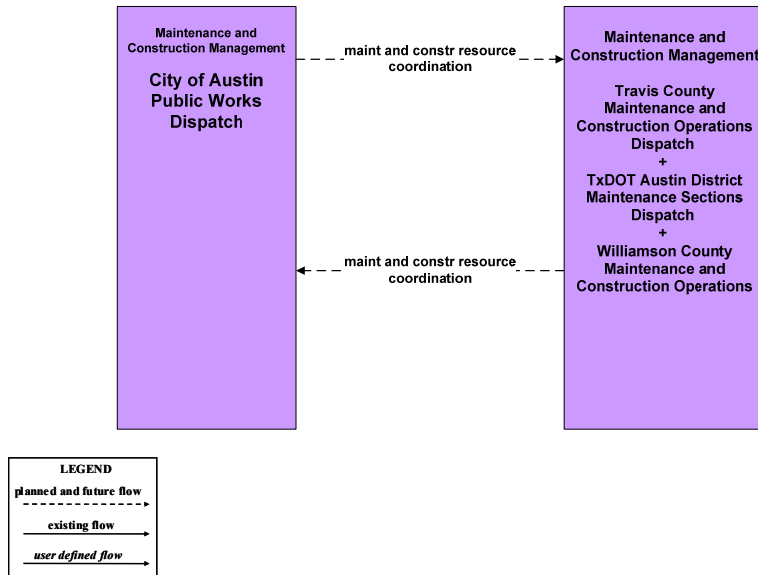 Maintenance and
Construction Management
City of Austin
Public Works
Dispatch
maint and constr resource
coordination
maint and constr resource
coordination
Maintenance and
Construction Management
Travis County
Maintenance and
Construction Operations
Dispatch
+
TxDOT Austin District
Maintenance Sections
Dispatch
+
Williamson County
Maintenance and
Construction Operations
LEGEND
planned and future flow
existing flow
user defined flow